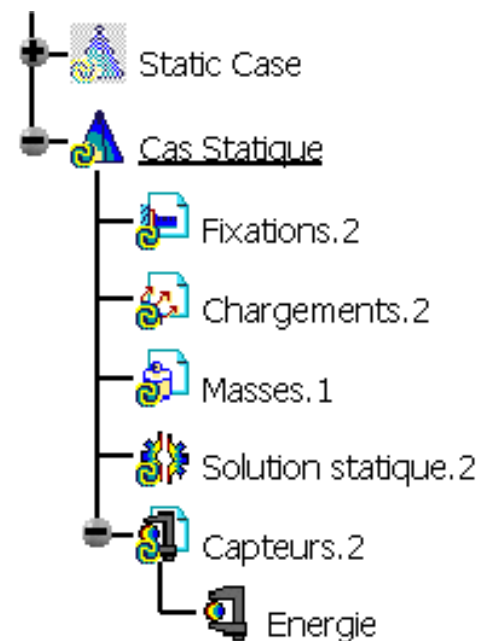 Static Case
Cas Statique
Fixations.2
Chargements.2
Masses.1
Solution statique.2
Capteurs.2
Energie